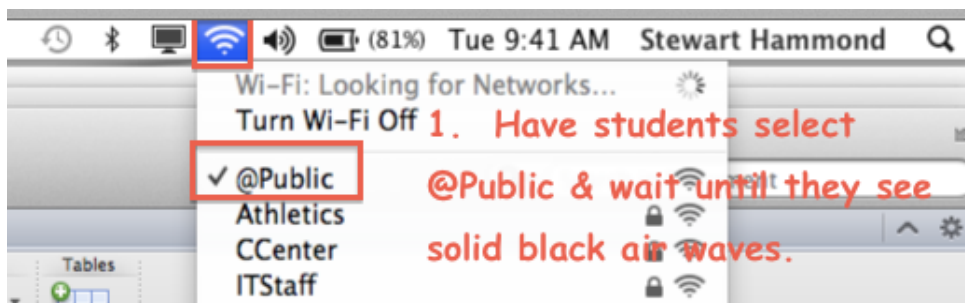 (81%) Tue 9:41 AM Stewart Hammond
Wi-Fi: Looking for Networks...
Turn Wi-Fi Off
1. Have students select
✓ @Public
@Public & wait until they see
Athletics
CCenter
solid black air waves.
Tables
ITStaff